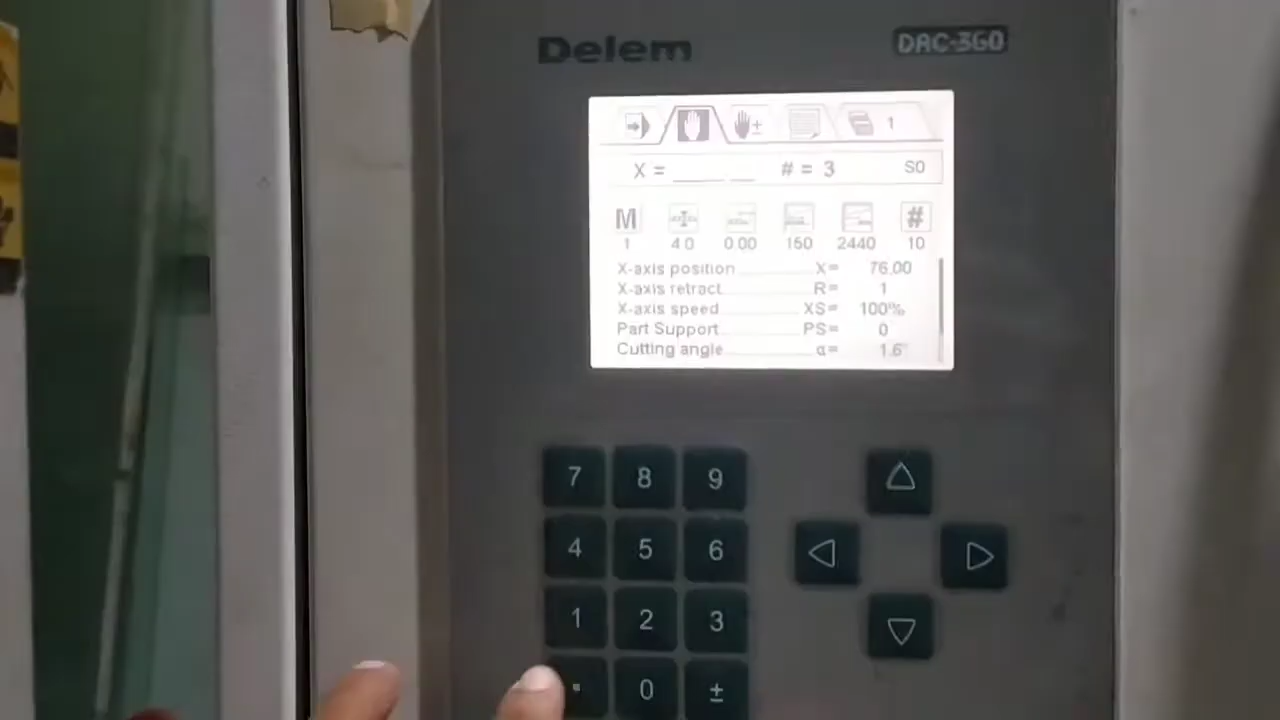 Delem DAC-360
1
X = # = 3 S0
M #
1 4.0 0.00 150 2440 10
X-axis position X= 76.00
X-axis retract R= 1
X-axis speed XS= 100%
Part Support PS= 0
Cutting angle α= 1.6°
7 8 9
4 5 6
1 2 3
. 0 ±